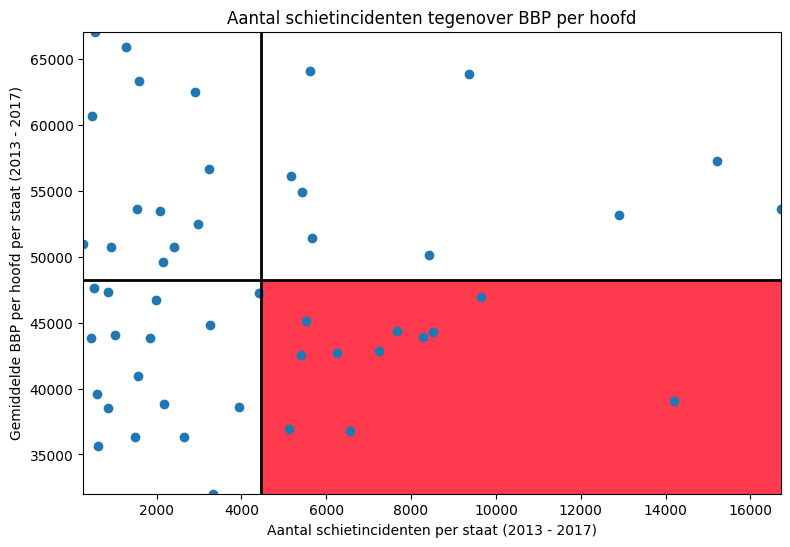 Aantal schietincidenten tegenover BBP per hoofd
Gemiddelde BBP per hoofd per staat (2013 - 2017)
65000
60000
55000
50000
45000
40000
35000
2000 4000 6000 8000 10000 12000 14000 16000
Aantal schietincidenten per staat (2013 - 2017)